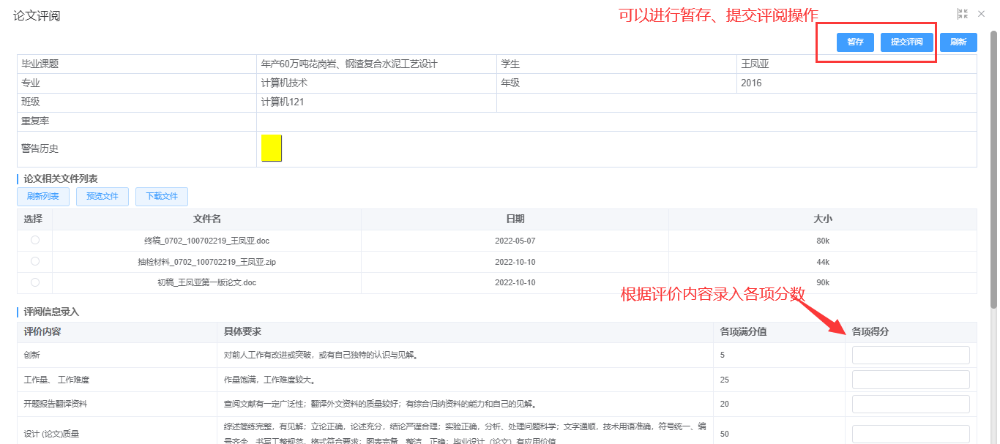 论文评阅
可以进行暂存、提交评阅操作
暂存 提交评阅 刷新
毕业课题 年产60万吨花岗岩、钢渣复合水泥工艺设计 学生 王凤亚
专业 计算机技术 年级 2016
班级 计算机121
重复率
警告历史
论文相关文件列表
刷新列表 预览文件 下载文件
选择 文件名 日期 大小
终稿_0702_100702219_王凤亚.doc 2022-05-07 80k
抽检材料_0702_100702219_王凤亚.zip 2022-10-10 44k
初稿_王凤亚第一版论文.doc 2022-10-10 90k
根据评价内容录入各项分数
评阅信息录入
评价内容 具体要求 各项满分值 各项得分
创新 对前人工作有改进或突破，或有自己独特的认识与见解。 5
工作量、 工作难度 作量饱满，工作难度较大。 25
开题报告翻译资料 查阅文献有一定广泛性；翻译外文资料的质量较好；有综合归纳资料的能力和自己的见解。 20
设计 (论文)质量 综述简练完整，有见解；立论正确，论述充分，结论严谨合理；实验正确，分析、处理问题科学；文字通顺，技术用语准确，符号统一、编 50
号齐全，书写工整规范，格式符合要求；图表完备、整洁、正确；毕业设计（论文）有应用价值